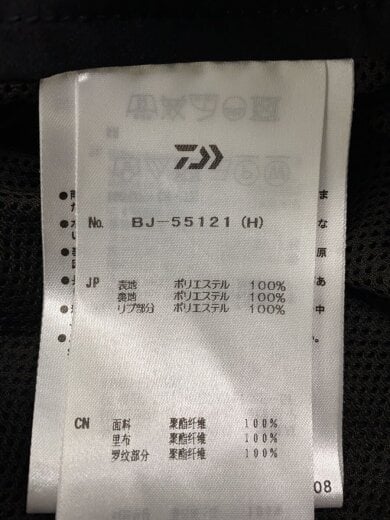 No. BJ-55121(H)
JP 表地 ポリエステル 100%
裏地 ポリエステル 100%
リブ部分 ポリエステル 100%
CN 面料 聚酯纤维 100%
里布 聚酯纤维 100%
罗纹部分 聚酯纤维 100%
08